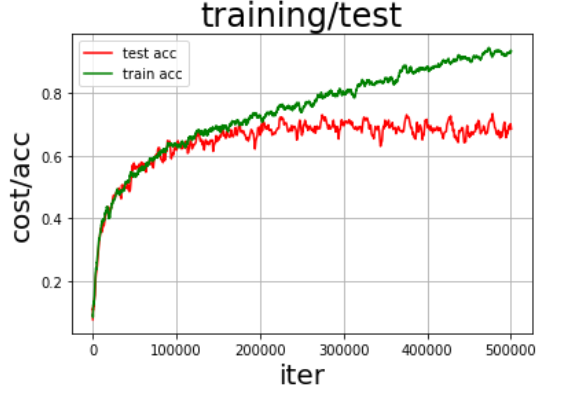 training/test
test acc
train acc
cost/acc
0.8
0.6
0.4
0.2
0 100000 200000 300000 400000 500000
iter